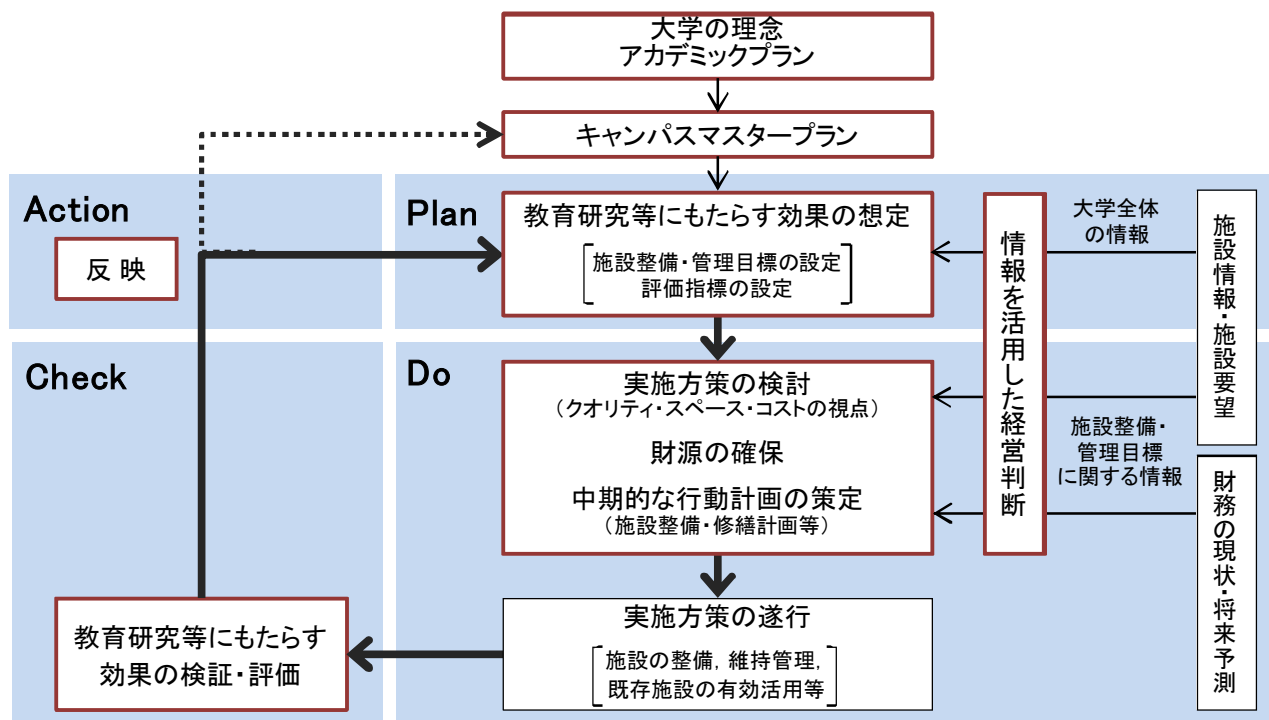 大学の理念
アカデミックプラン
キャンパスマスタープラン
Action
反 映
Plan
教育研究等にもたらす効果の想定
施設整備・管理目標の設定
評価指標の設定
情報を活用した経営判断
大学全体
の情報
施設情報・施設要望
Check
Do
実施方策の検討
（クオリティ・スペース・コストの視点）
財源の確保
中期的な行動計画の策定
（施設整備・修繕計画等）
施設整備・
管理目標
に関する情報
財務の現状・将来予測
教育研究等にもたらす
効果の検証・評価
実施方策の遂行
施設の整備, 維持管理,
既存施設の有効活用等